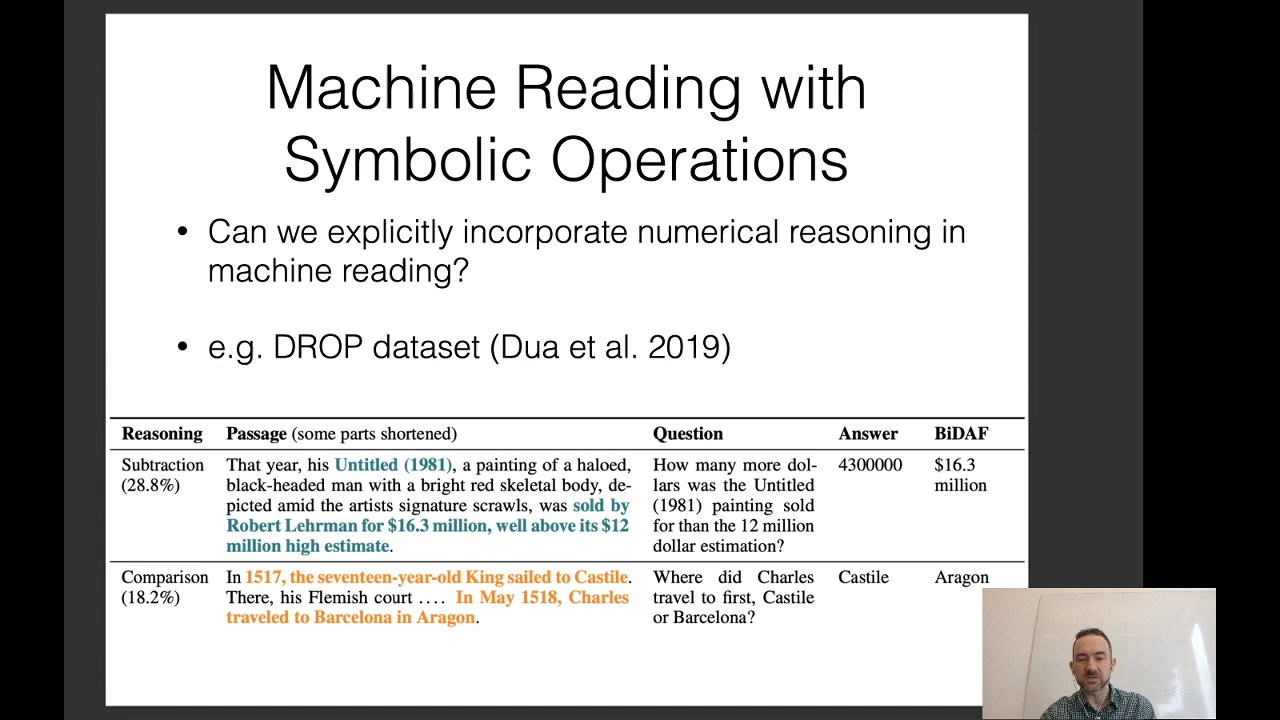 Machine Reading with
Symbolic Operations
• Can we explicitly incorporate numerical reasoning in
machine reading?
• e.g. DROP dataset (Dua et al. 2019)
Reasoning Passage (some parts shortened) Question Answer BiDAF
Subtraction That year, his Untitled (1981), a painting of a haloed, How many more dol- 4300000 $16.3
(28.8%) black-headed man with a bright red skeletal body, de- lars was the Untitled million
picted amid the artists signature scrawls, was sold by (1981) painting sold
Robert Lehrman for $16.3 million, well above its $12 for than the 12 million
million high estimate. dollar estimation?
Comparison In 1517, the seventeen-year-old King sailed to Castile. Where did Charles Castile Aragon
(18.2%) There, his Flemish court .... In May 1518, Charles travel to first, Castile
traveled to Barcelona in Aragon. or Barcelona?